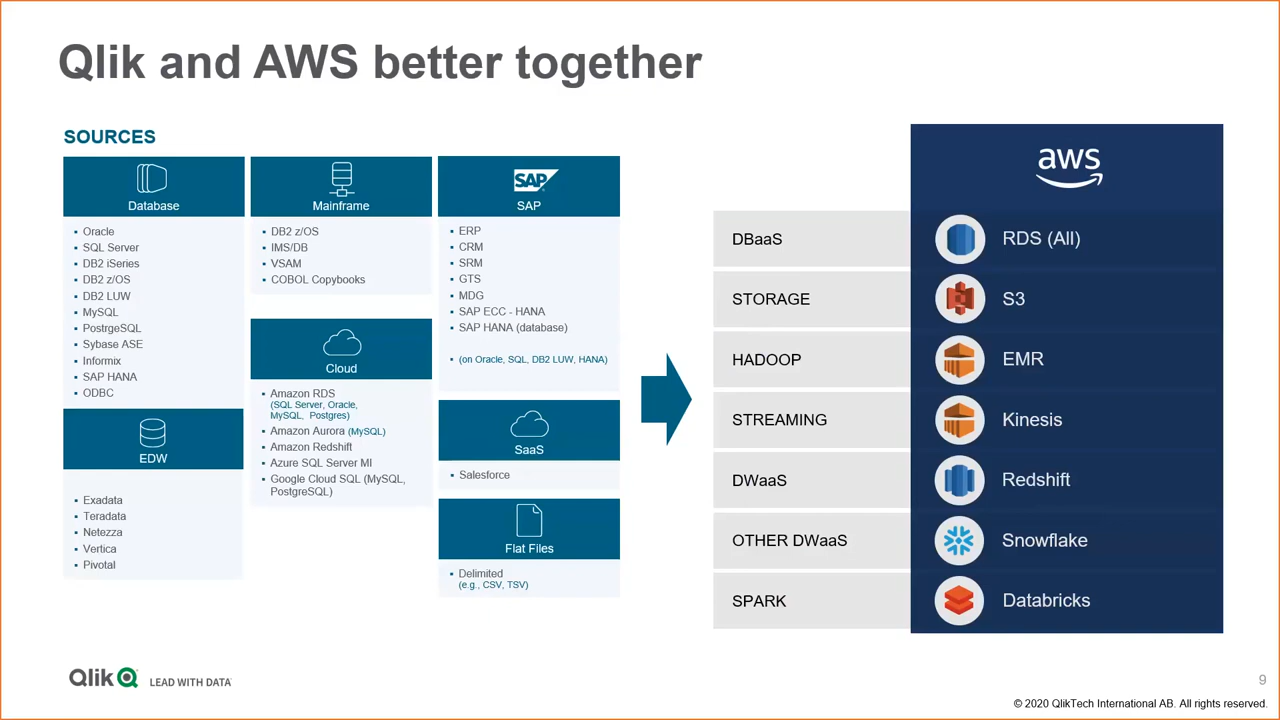 Qlik and AWS better together
SOURCES
Database
Oracle
SQL Server
DB2 iSeries
DB2 z/OS
DB2 LUW
MySQL
PostrgeSQL
Sybase ASE
Informix
SAP HANA
ODBC
EDW
Exadata
Teradata
Netezza
Vertica
Pivotal
Mainframe
DB2 z/OS
IMS/DB
VSAM
COBOL Copybooks
Cloud
Amazon RDS
(SQL Server, Oracle,
MySQL, Postgres)
Amazon Aurora (MySQL)
Amazon Redshift
Azure SQL Server MI
Google Cloud SQL (MySQL,
PostgreSQL)
SAP
SAP
ERP
CRM
SRM
GTS
MDG
SAP ECC - HANA
SAP HANA (database)
(on Oracle, SQL, DB2 LUW, HANA)
SaaS
Salesforce
Flat Files
Delimited
(e.g., CSV, TSV)
aws
DBaaS RDS (All)
STORAGE S3
HADOOP EMR
STREAMING Kinesis
DWaaS Redshift
OTHER DWaaS Snowflake
SPARK Databricks
Qlik LEAD WITH DATA
9
© 2020 QlikTech International AB. All rights reserved.